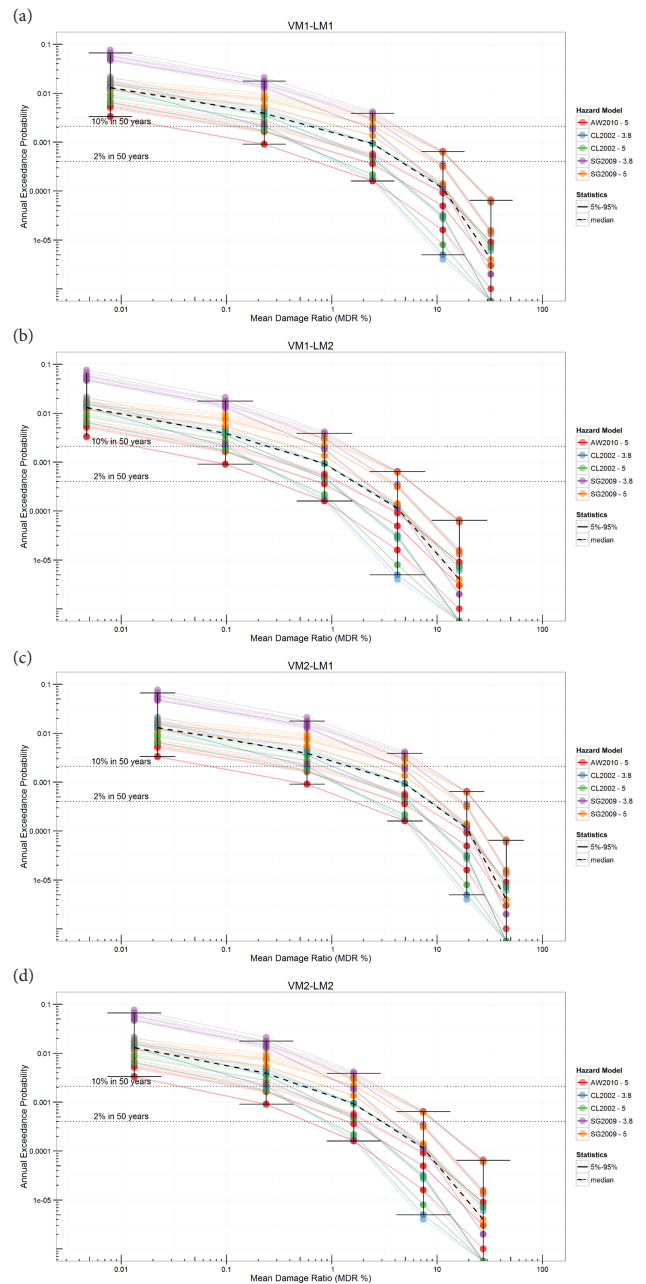 (a)
VM1-LM1
Annual Exceedance Probability
0.1
0.01
0.001
0.0001
1e-05
10% in 50 years
2% in 50 years
0.01 0.1 1 10 100
Mean Damage Ratio (MDR %)
Hazard Model
AW2010 - 5
CL2002 - 3.8
CL2002 - 5
SG2009 - 3.8
SG2009 - 5
Statistics
5%-95%
median
(b)
VM1-LM2
Annual Exceedance Probability
0.1
0.01
0.001
0.0001
1e-05
10% in 50 years
2% in 50 years
0.01 0.1 1 10 100
Mean Damage Ratio (MDR %)
Hazard Model
AW2010 - 5
CL2002 - 3.8
CL2002 - 5
SG2009 - 3.8
SG2009 - 5
Statistics
5%-95%
median
(c)
VM2-LM1
Annual Exceedance Probability
0.1
0.01
0.001
0.0001
1e-05
10% in 50 years
2% in 50 years
0.01 0.1 1 10 100
Mean Damage Ratio (MDR %)
Hazard Model
AW2010 - 5
CL2002 - 3.8
CL2002 - 5
SG2009 - 3.8
SG2009 - 5
Statistics
5%-95%
median
(d)
VM2-LM2
Annual Exceedance Probability
0.1
0.01
0.001
0.0001
1e-05
10% in 50 years
2% in 50 years
0.01 0.1 1 10 100
Mean Damage Ratio (MDR %)
Hazard Model
AW2010 - 5
CL2002 - 3.8
CL2002 - 5
SG2009 - 3.8
SG2009 - 5
Statistics
5%-95%
median